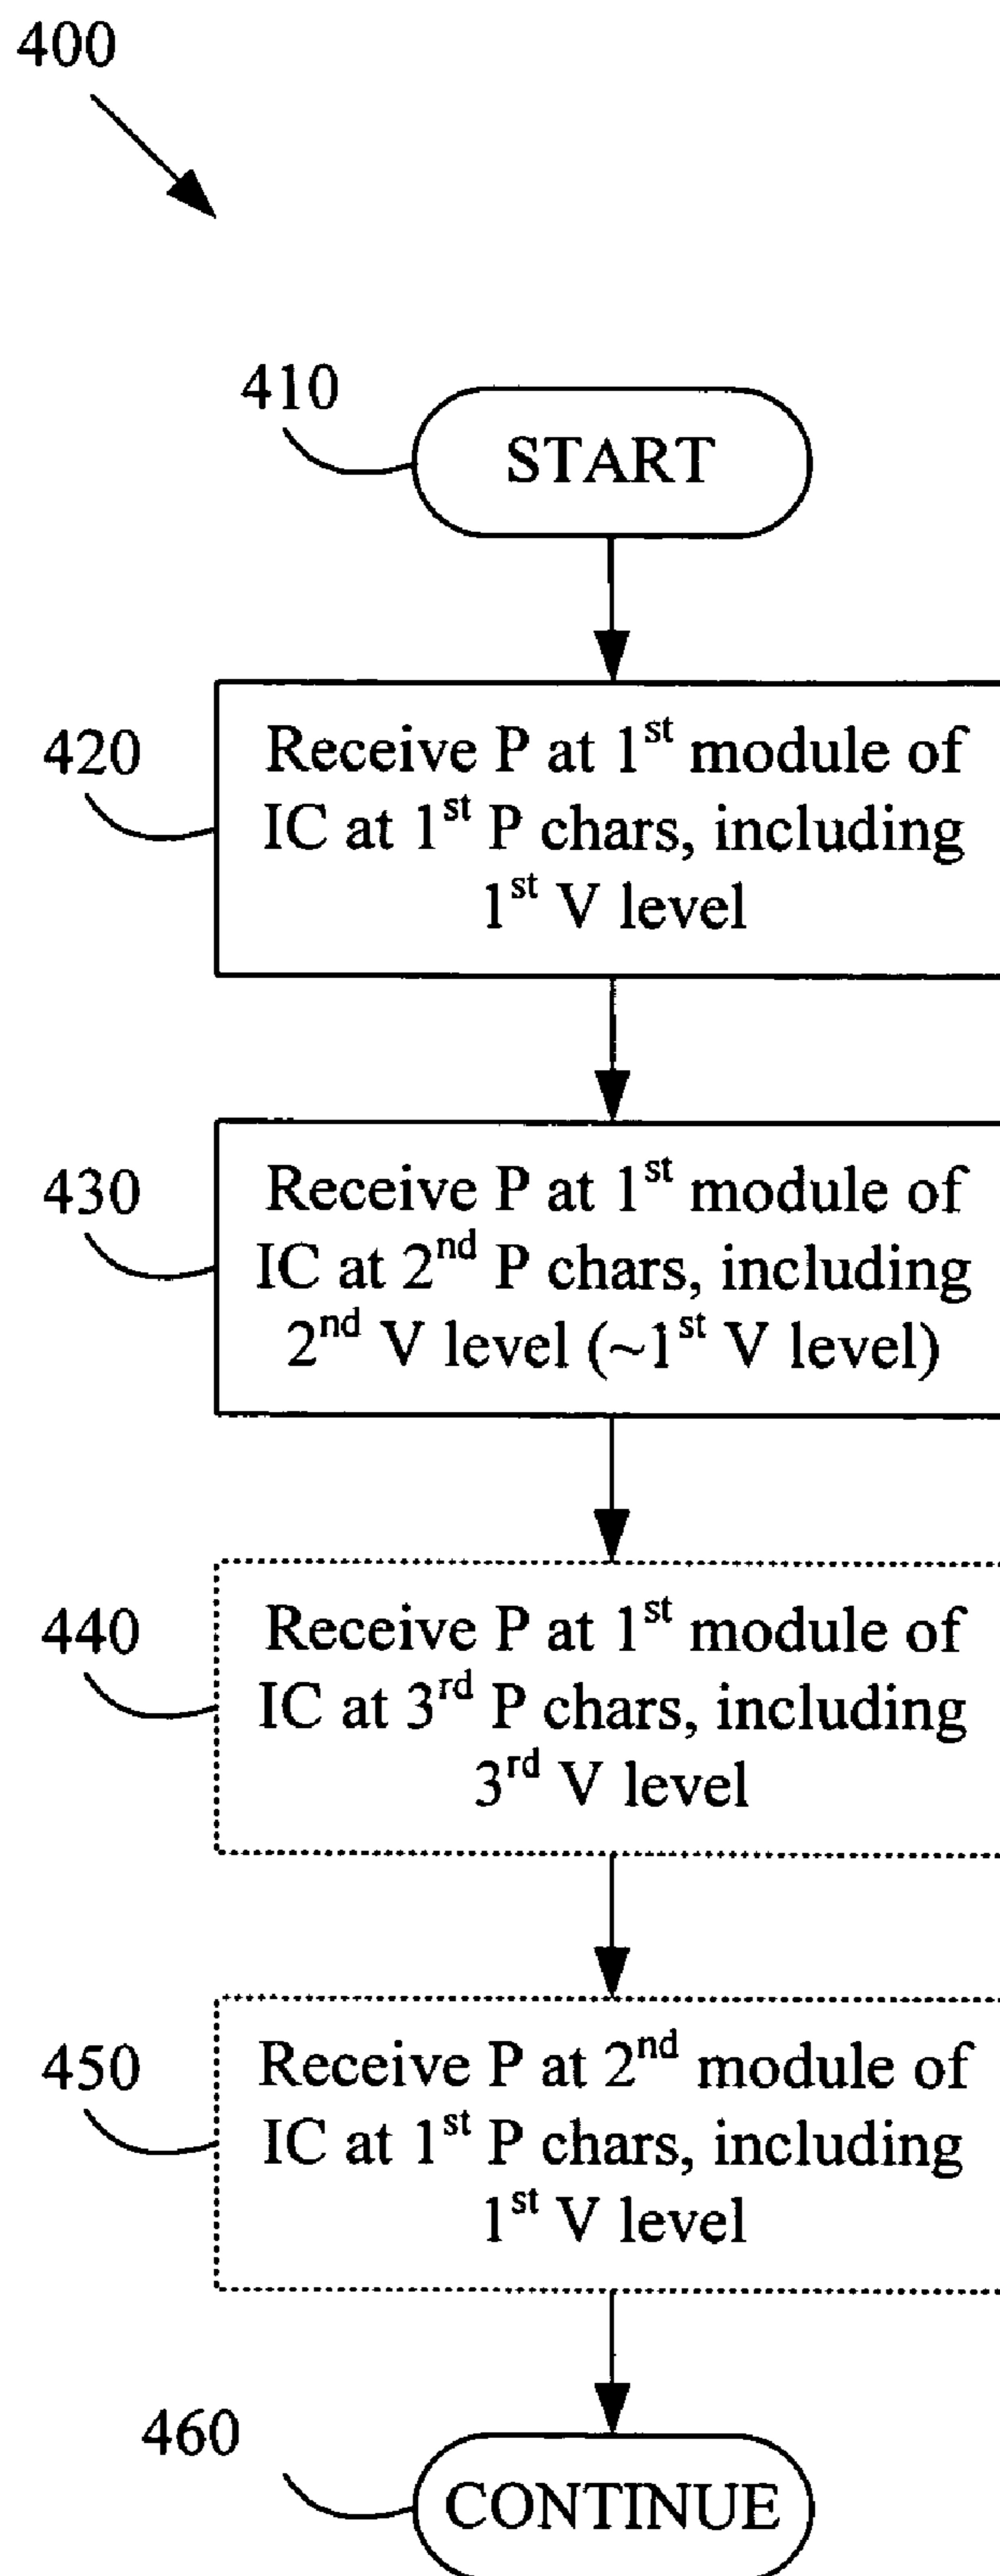 400
410
START
420
Receive P at 1st module of
IC at 1st P chars, including
1st V level
430
Receive P at 1st module of
IC at 2nd P chars, including
2nd V level (~1st V level)
440
Receive P at 1st module of
IC at 3rd P chars, including
3rd V level
450
Receive P at 2nd module of
IC at 1st P chars, including
1st V level
460
CONTINUE